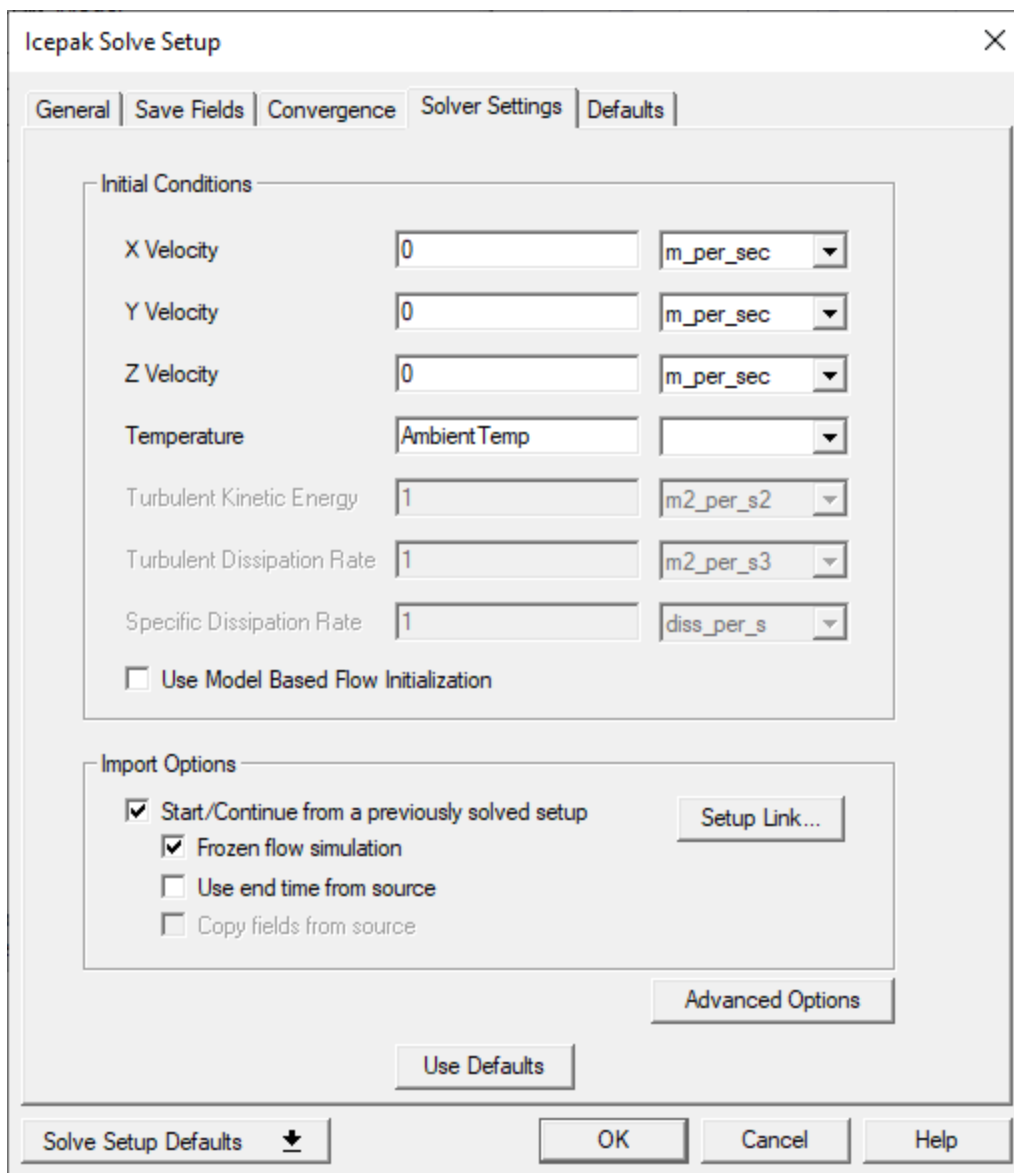 Icepak Solve Setup
General Save Fields Convergence Solver Settings Defaults
Initial Conditions
X Velocity 0 m_per_sec
Y Velocity 0 m_per_sec
Z Velocity 0 m_per_sec
Temperature AmbientTemp
Turbulent Kinetic Energy 1 m2_per_s2
Turbulent Dissipation Rate 1 m2_per_s3
Specific Dissipation Rate 1 diss_per_s
Use Model Based Flow Initialization
Import Options
Start/Continue from a previously solved setup Setup Link...
Frozen flow simulation
Use end time from source
Copy fields from source
Advanced Options
Use Defaults
Solve Setup Defaults OK Cancel Help